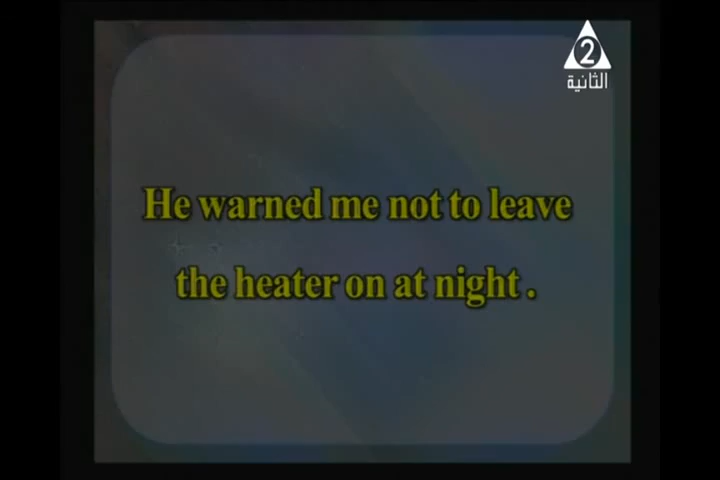 2
الثانية
He warned me not to leave
the heater on at night .